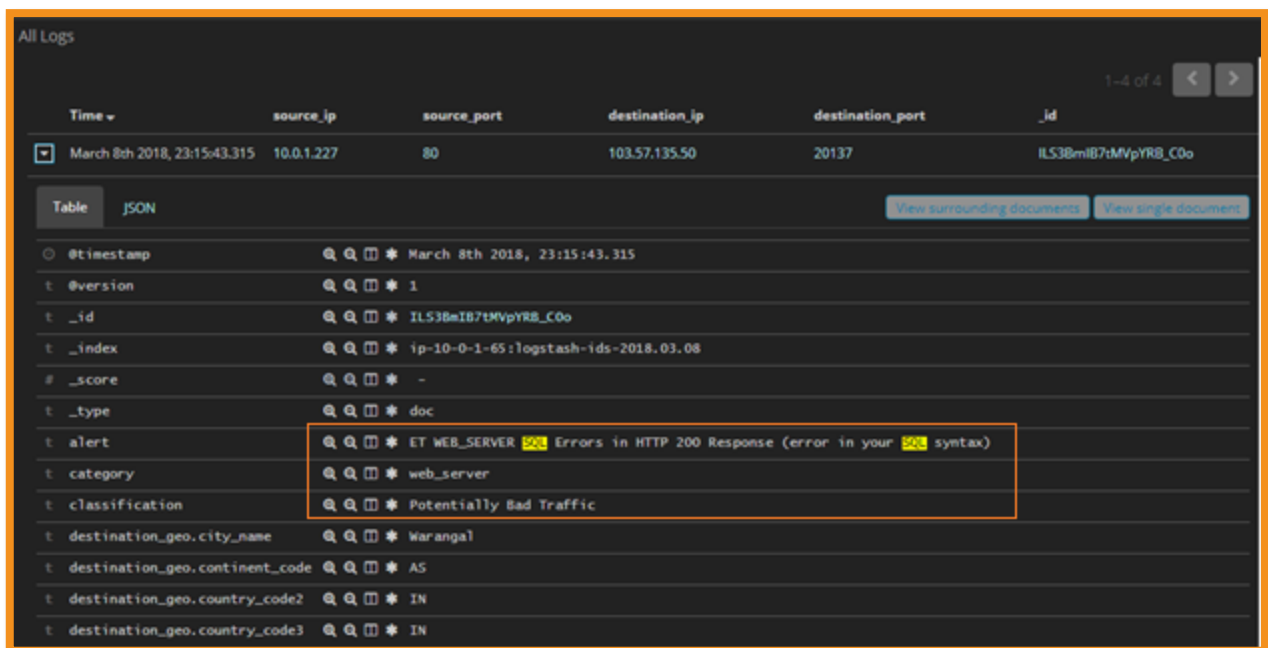 All Logs
1–4 of 4
Time source_ip source_port destination_ip destination_port _id
March 8th 2018, 23:15:43.315 10.0.1.227 80 103.57.135.50 20137 ILS3BmIB7tMVpYRB_C0o
Table JSON View surrounding documents View single document
@timestamp March 8th 2018, 23:15:43.315
t @version 1
t _id ILS3BmIB7tMVpYRB_C0o
t _index ip-10-0-1-65:logstash-ids-2018.03.08
# _score -
t _type doc
t alert ET WEB_SERVER SQL Errors in HTTP 200 Response (error in your SQL syntax)
t category web_server
t classification Potentially Bad Traffic
t destination_geo.city_name Warangal
t destination_geo.continent_code AS
t destination_geo.country_code2 IN
t destination_geo.country_code3 IN